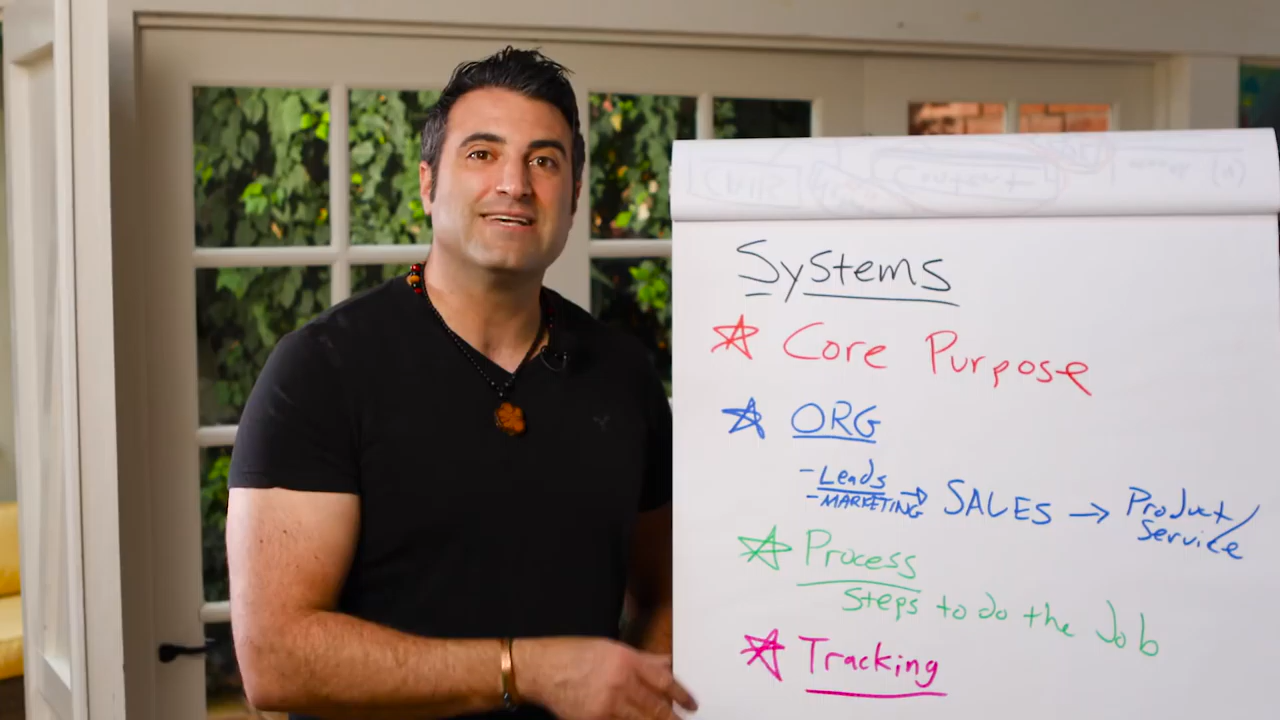 Systems
Core Purpose
ORG
- Leads
- MARKETING → SALES → Product/
Service
Process
Steps to do the Job
Tracking